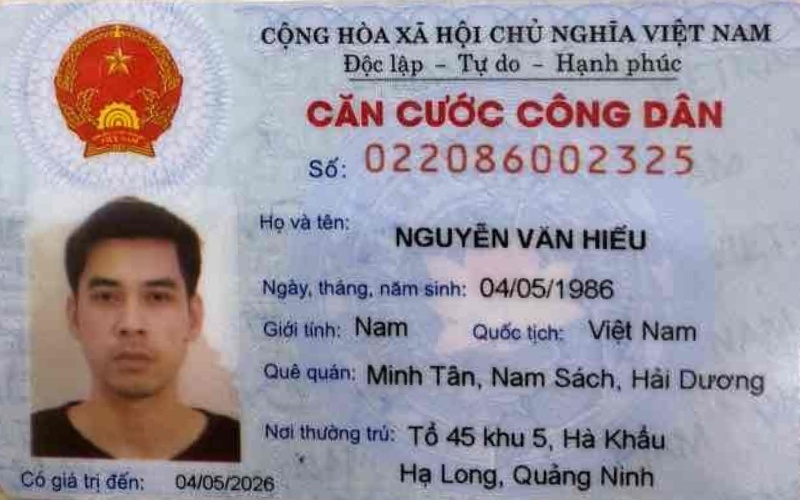 CỘNG HÒA XÃ HỘI CHỦ NGHĨA VIỆT NAM
Độc lập - Tự do - Hạnh phúc
CĂN CƯỚC CÔNG DÂN
Số: 022086002325
Họ và tên: NGUYỄN VĂN HIẾU
Ngày, tháng, năm sinh: 04/05/1986
Giới tính: Nam Quốc tịch: Việt Nam
Quê quán: Minh Tân, Nam Sách, Hải Dương
Nơi thường trú: Tổ 45 khu 5, Hà Khẩu
Hạ Long, Quảng Ninh
Có giá trị đến: 04/05/2026